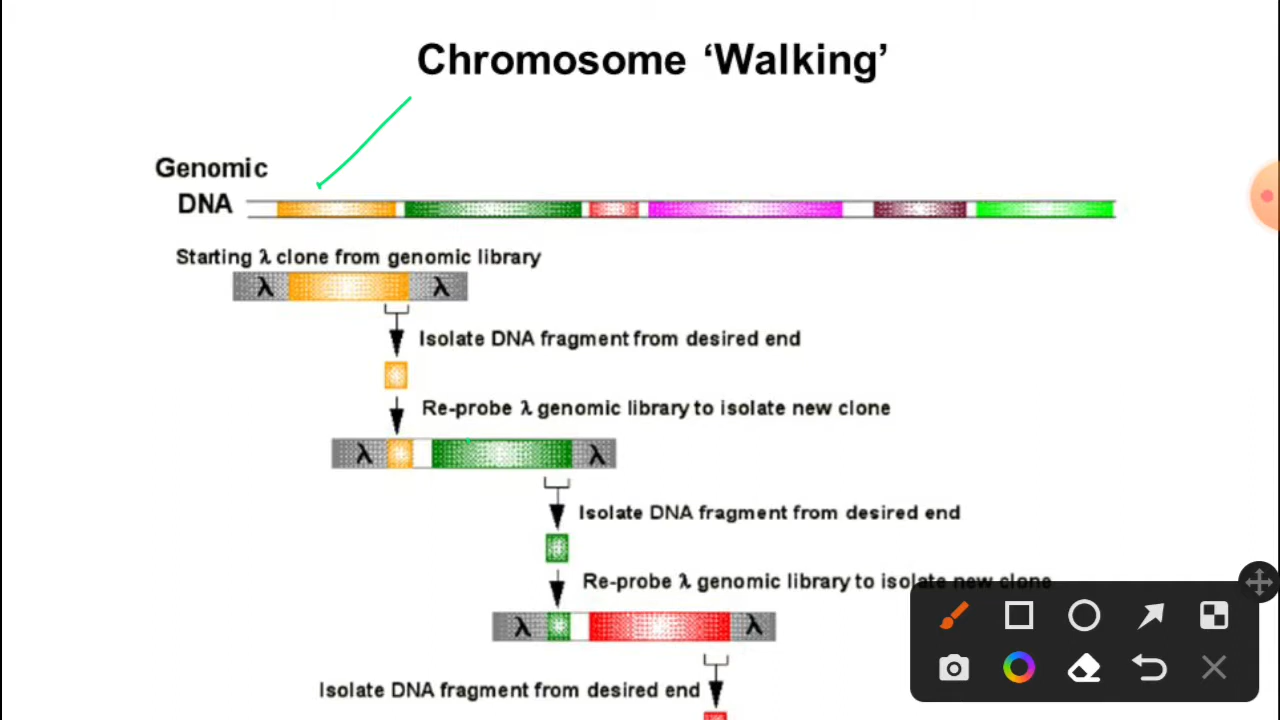 Chromosome ‘Walking’
Genomic
DNA
Starting λ clone from genomic library
λ λ
Isolate DNA fragment from desired end
Re-probe λ genomic library to isolate new clone
λ λ
Isolate DNA fragment from desired end
Re-probe λ genomic library to isolate new clone
λ λ
Isolate DNA fragment from desired end